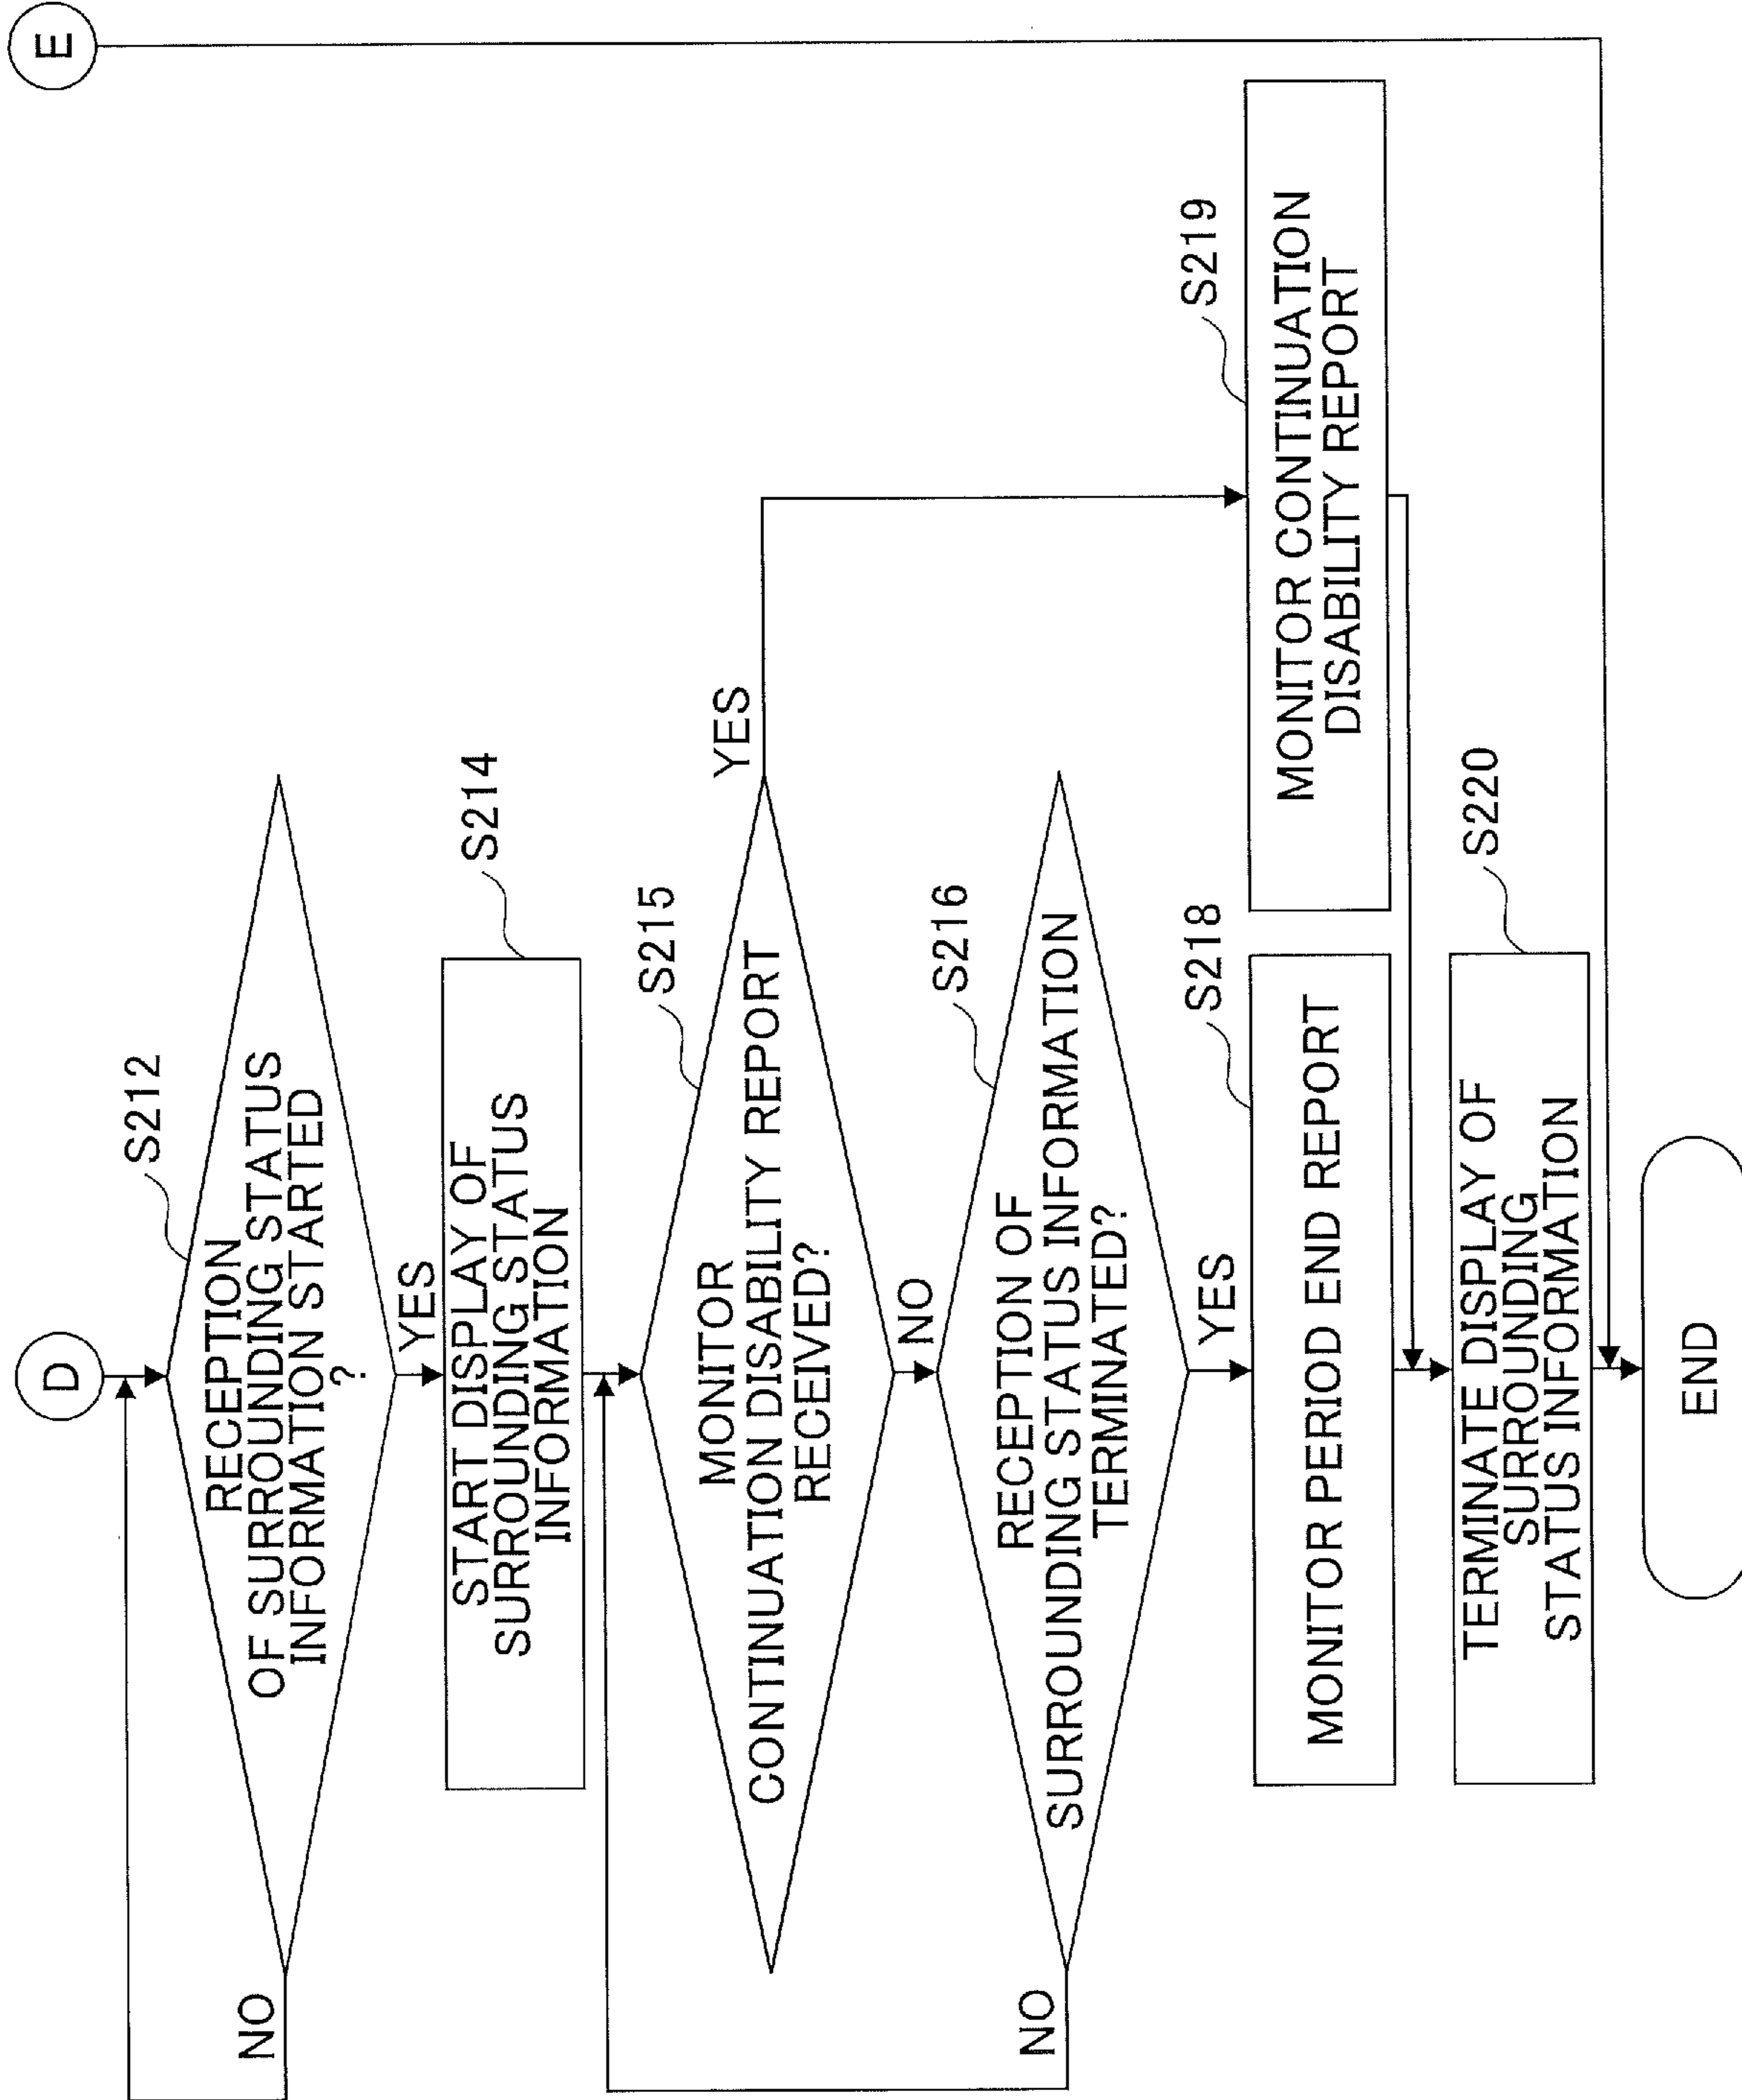 D
E
S212
RECEPTION
OF SURROUNDING STATUS
INFORMATION STARTED
?
NO
YES
S214
START DISPLAY OF
SURROUNDING STATUS
INFORMATION
S215
MONITOR
CONTINUATION DISABILITY REPORT
RECEIVED?
YES
NO
S216
RECEPTION OF
SURROUNDING STATUS INFORMATION
TERMINATED?
NO
YES
S218
MONITOR PERIOD END REPORT
S219
MONITOR CONTINUATION
DISABILITY REPORT
S220
TERMINATE DISPLAY OF
SURROUNDING
STATUS INFORMATION
END